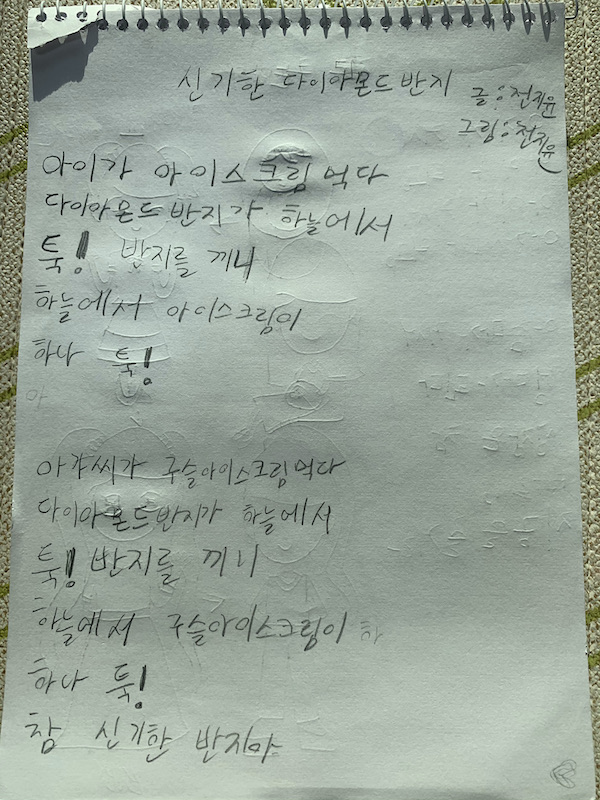 신기한 다이아몬드 반지
글:전지윤
그림:전지윤
아이가 아이스크림 먹다
다이아몬드 반지가 하늘에서
툭! 반지를 끼니
하늘에서 아이스크림이
하나 툭!
아갸씨가 구슬아이스크림먹다
다이아몬드반지가 하늘에서
툭! 반지를 끼니
하늘에서 구슬아이스크림이
하나 툭!
참 신기한 반지야